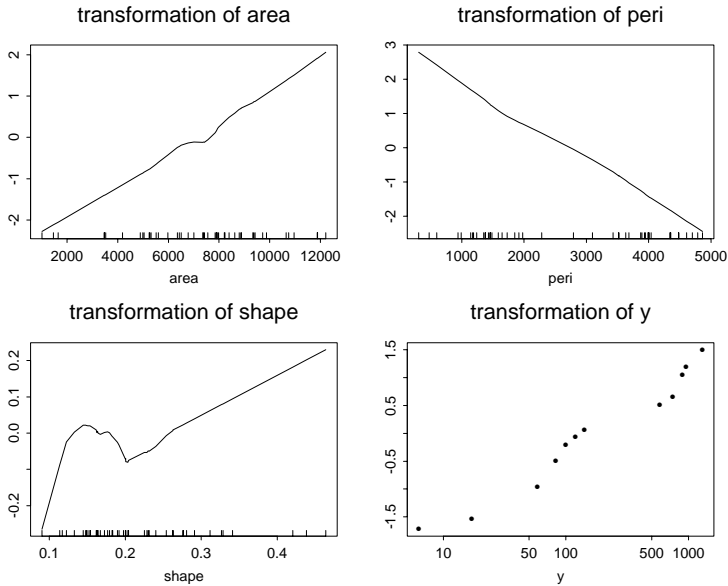 transformation of area
2
1
0
-1
-2
2000 4000 6000 8000 10000 12000
area
transformation of peri
3
2
1
0
-1
-2
1000 2000 3000 4000 5000
peri
transformation of shape
0.2
0.1
0.0
-0.2
0.1 0.2 0.3 0.4
shape
transformation of y
1.5
0.5
-0.5
-1.5
10 50 100 500 1000
y